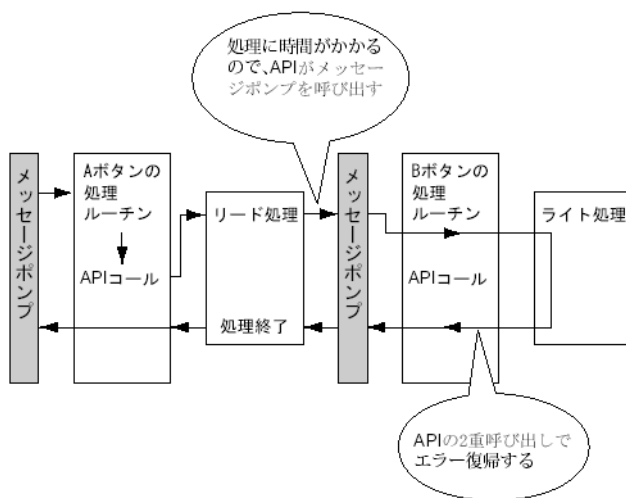 処理に時間がかかる
ので、APIがメッセー
ジポンプを呼び出す
メッセージポンプ
Aボタンの
処理
ルーチン
APIコール
リード処理
処理終了
メッセージポンプ
Bボタンの
処理
ルーチン
APIコール
ライト処理
APIの2重呼び出しで
エラー復帰する